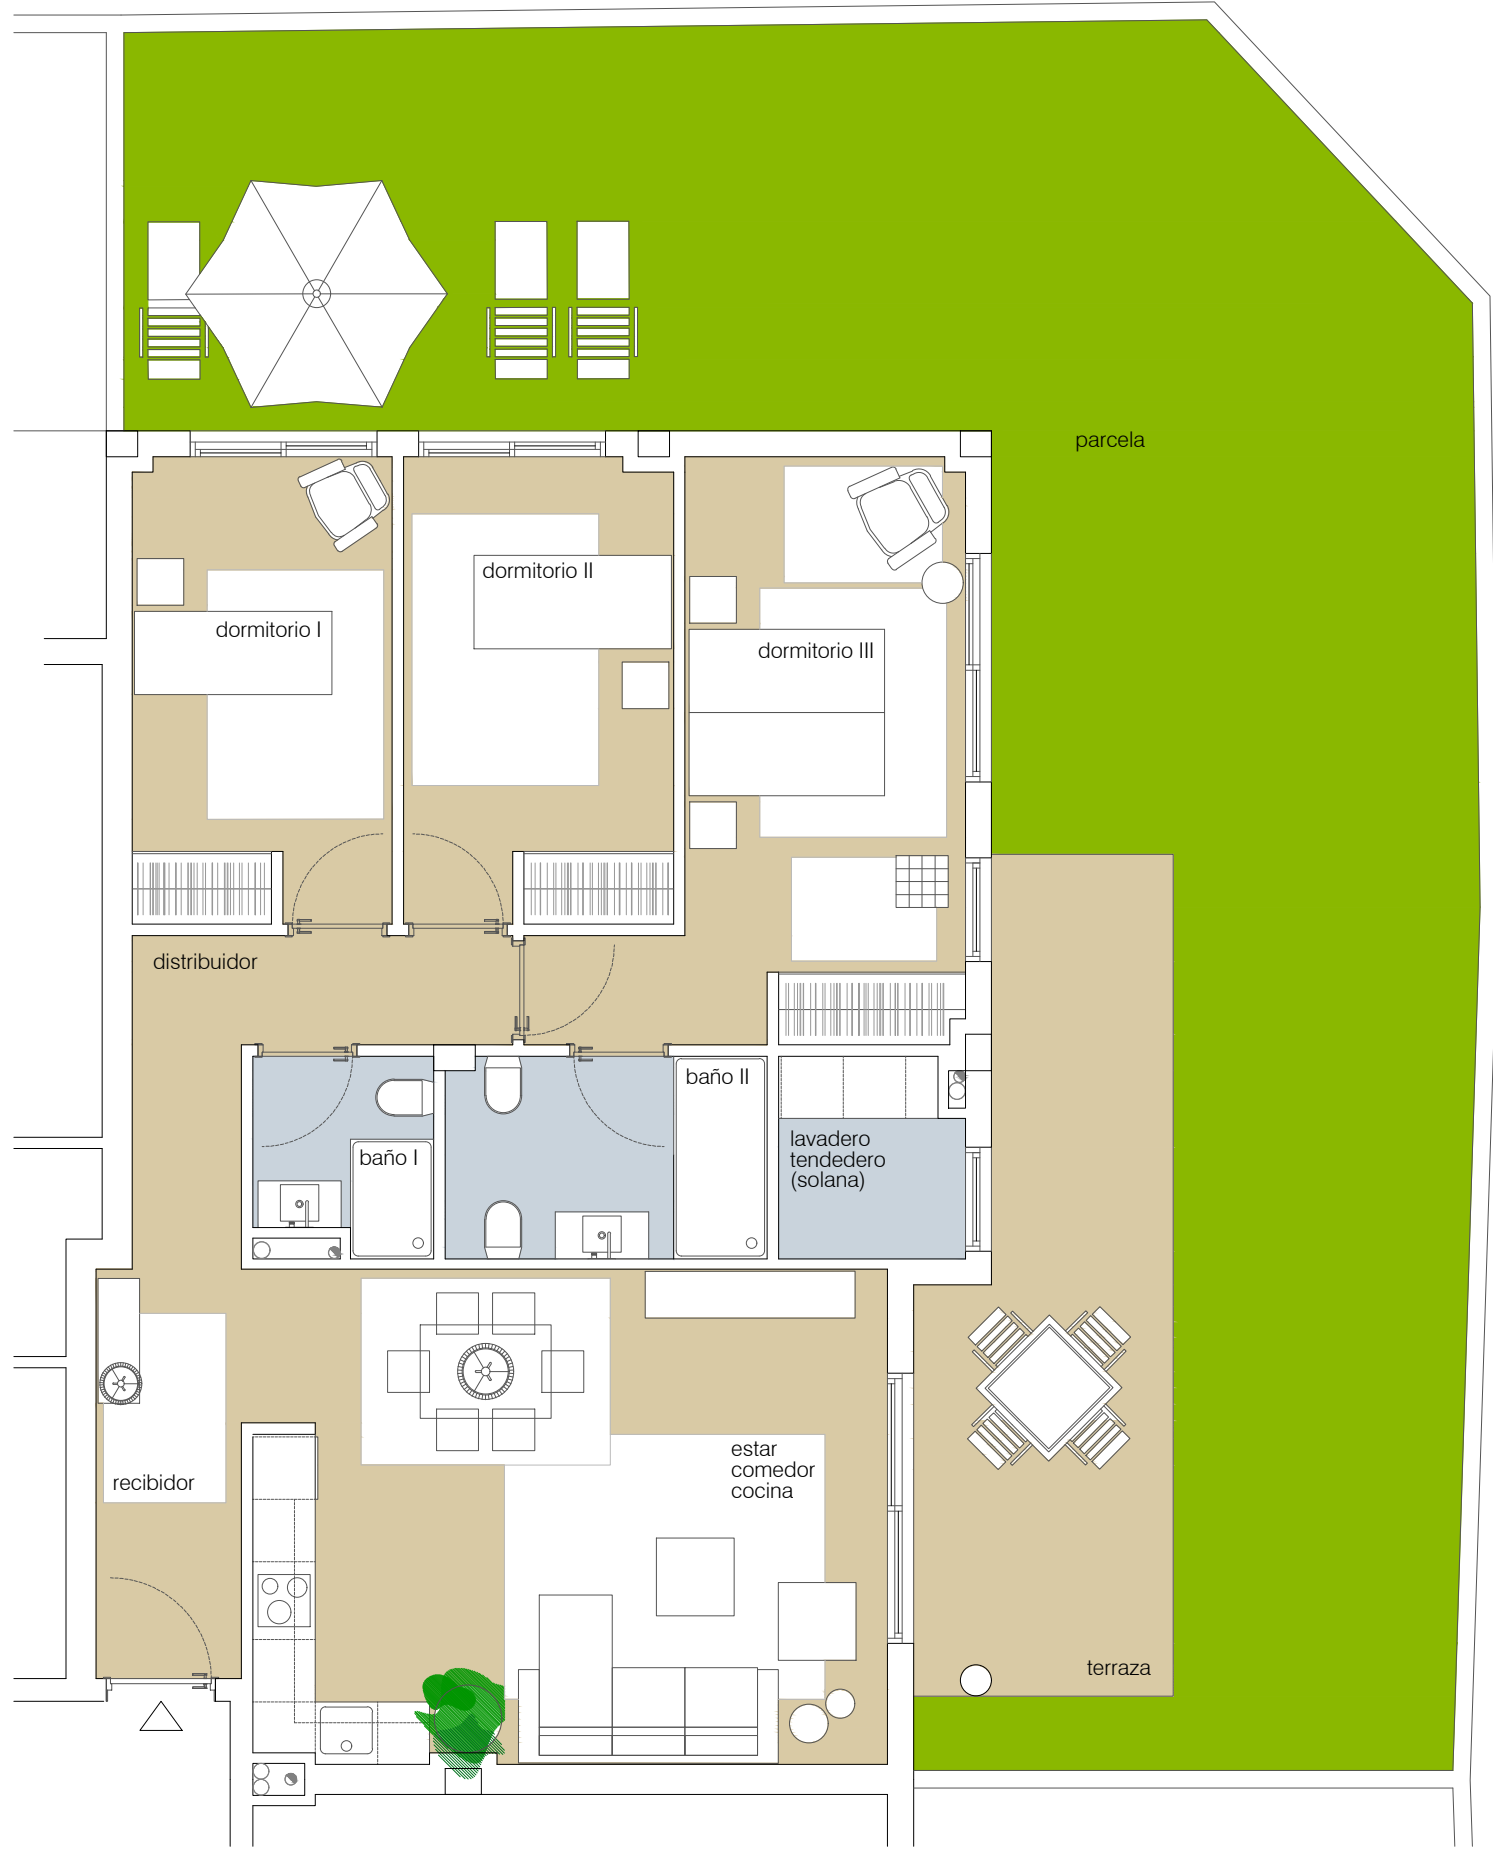 parcela
dormitorio II
dormitorio I
dormitorio III
distribuidor
baño II
baño I
lavadero
tendedero
(solana)
estar
comedor
cocina
recibidor
terraza